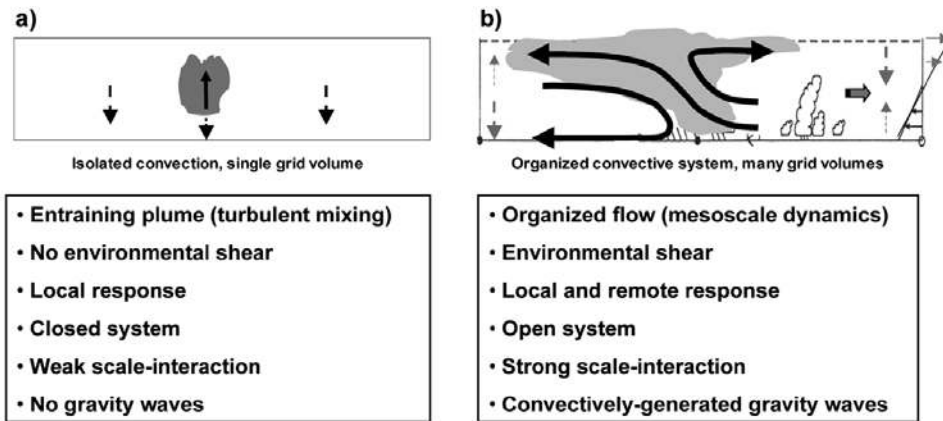 a)
Isolated convection, single grid volume
• Entraining plume (turbulent mixing)
• No environmental shear
• Local response
• Closed system
• Weak scale-interaction
• No gravity waves
b)
Organized convective system, many grid volumes
• Organized flow (mesoscale dynamics)
• Environmental shear
• Local and remote response
• Open system
• Strong scale-interaction
• Convectively-generated gravity waves